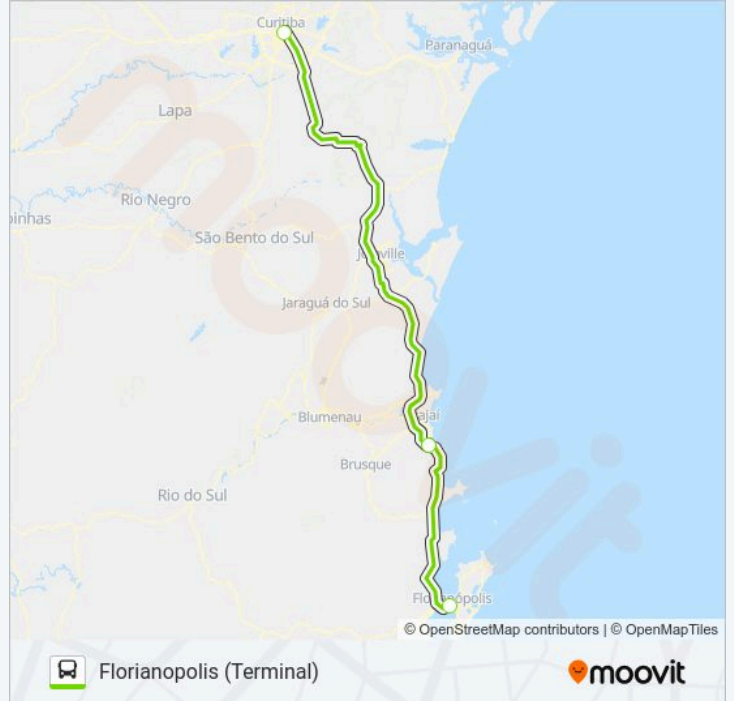 Curitiba
Paranaguá
Lapa
Rio Negro
São Bento do Sul
Jaraguá do Sul
Blumenau
Brusque
Rio do Sul
© OpenStreetMap contributors | © OpenMapTiles
Florianopolis (Terminal)
moovit